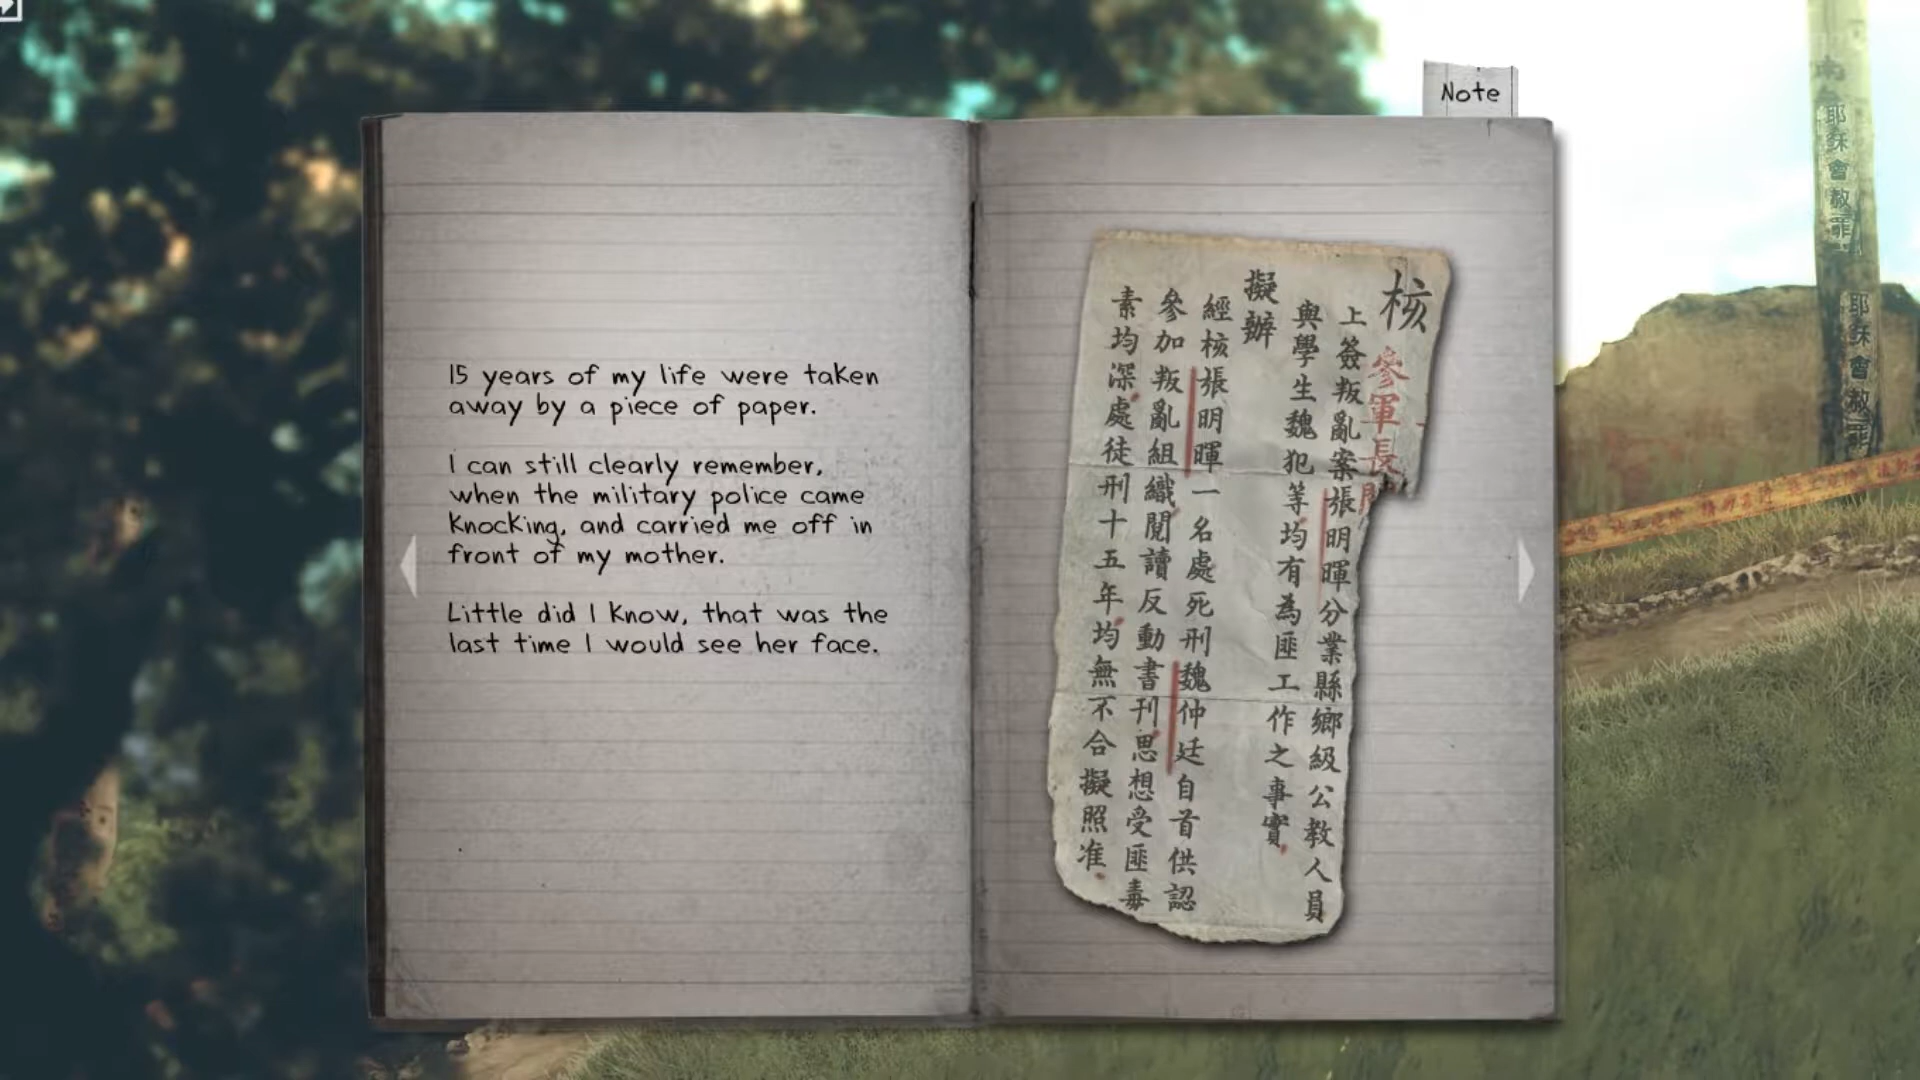 Note
15 years of my life were taken
away by a piece of paper.
I can still clearly remember,
when the military police came
knocking, and carried me off in
front of my mother.
Little did I know, that was the
last time I would see her face.
核
參軍長
上簽叛亂案張明暉分業縣鄉級公教人員
與學生魏犯等均有為匪工作之事實
擬辦
經核張明暉一名處死刑魏仲廷自首供認
參加叛亂組織閱讀反動書刊思想受匪毒
素均深處徒刑十五年均無不合擬照准
南
耶穌會赦罪
耶穌會赦罪